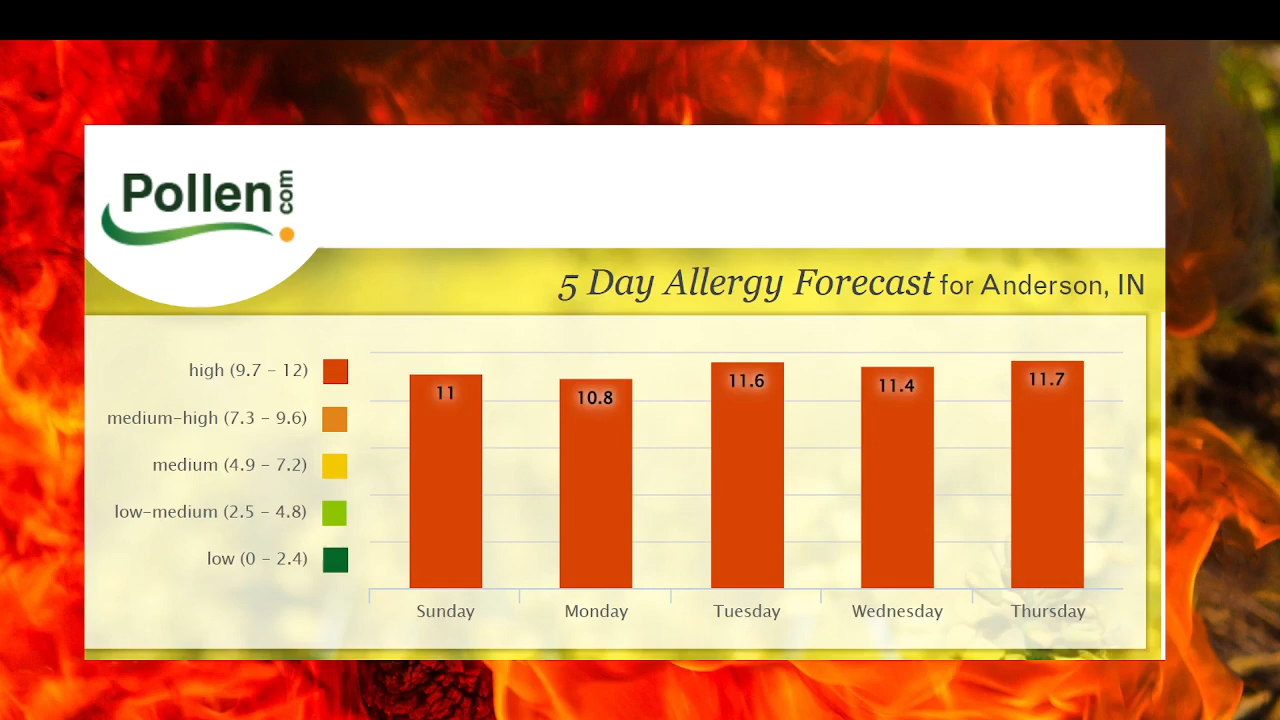 Pollen.com
5 Day Allergy Forecast for Anderson, IN
high (9.7 – 12)
medium-high (7.3 – 9.6)
medium (4.9 – 7.2)
low-medium (2.5 – 4.8)
low (0 – 2.4)
11 10.8 11.6 11.4 11.7
Sunday Monday Tuesday Wednesday Thursday